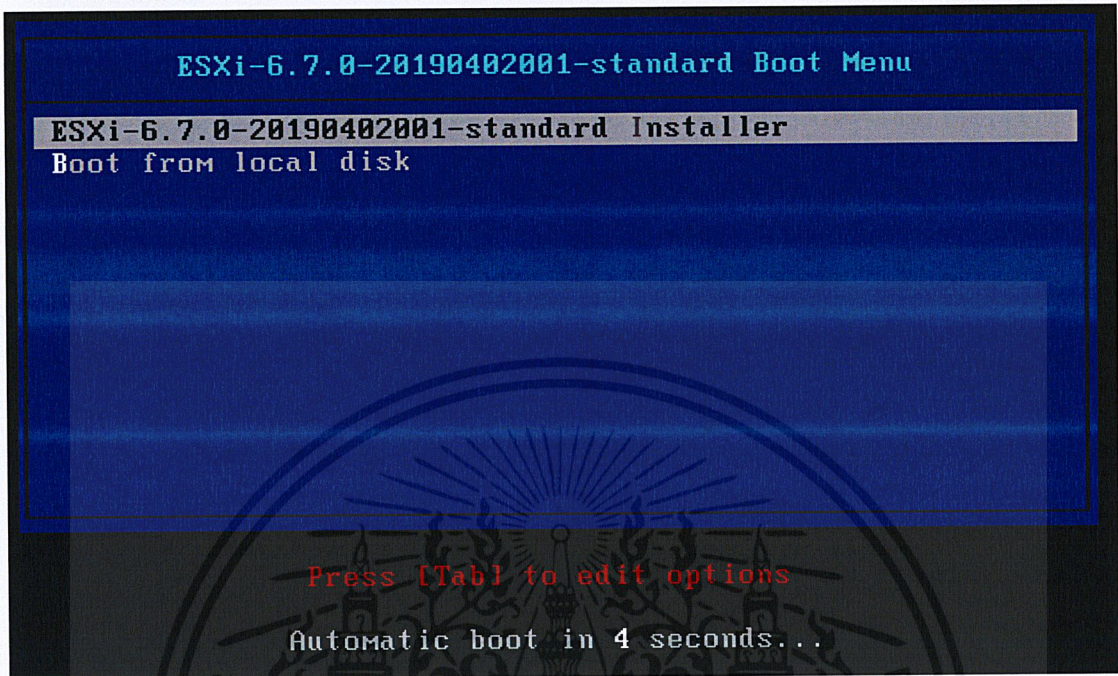 ESXi-6.7.0-20190402001-standard Boot Menu
ESXi-6.7.0-20190402001-standard Installer
Boot from local disk
Press [Tab] to edit options
Automatic boot in 4 seconds...